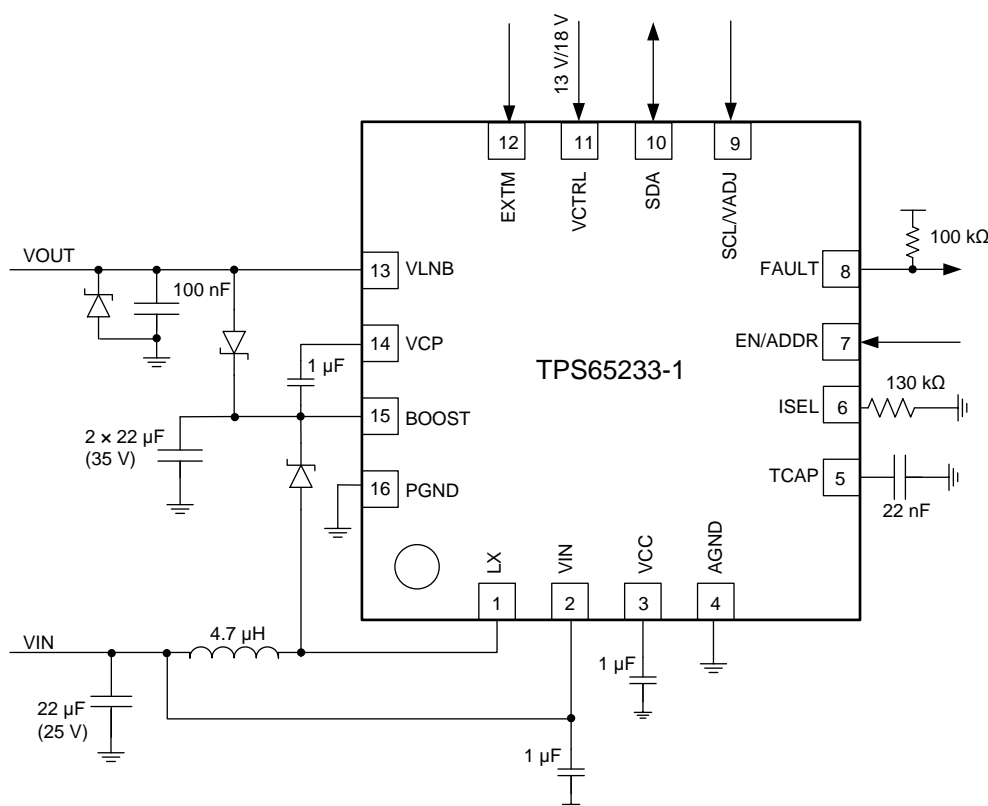 13 V/18 V
12
11
10
9
EXTM
VCTRL
SDA
SCL/VADJ
VOUT
100 nF
13
VLNB
FAULT
8
100 kΩ
14
VCP
1 µF
EN/ADDR
7
TPS65233-1
130 kΩ
ISEL
6
15
BOOST
2 × 22 µF
(35 V)
16
PGND
TCAP
5
22 nF
LX
VIN
VCC
AGND
1
2
3
4
VIN
4.7 µH
1 µF
22 µF
(25 V)
1 µF